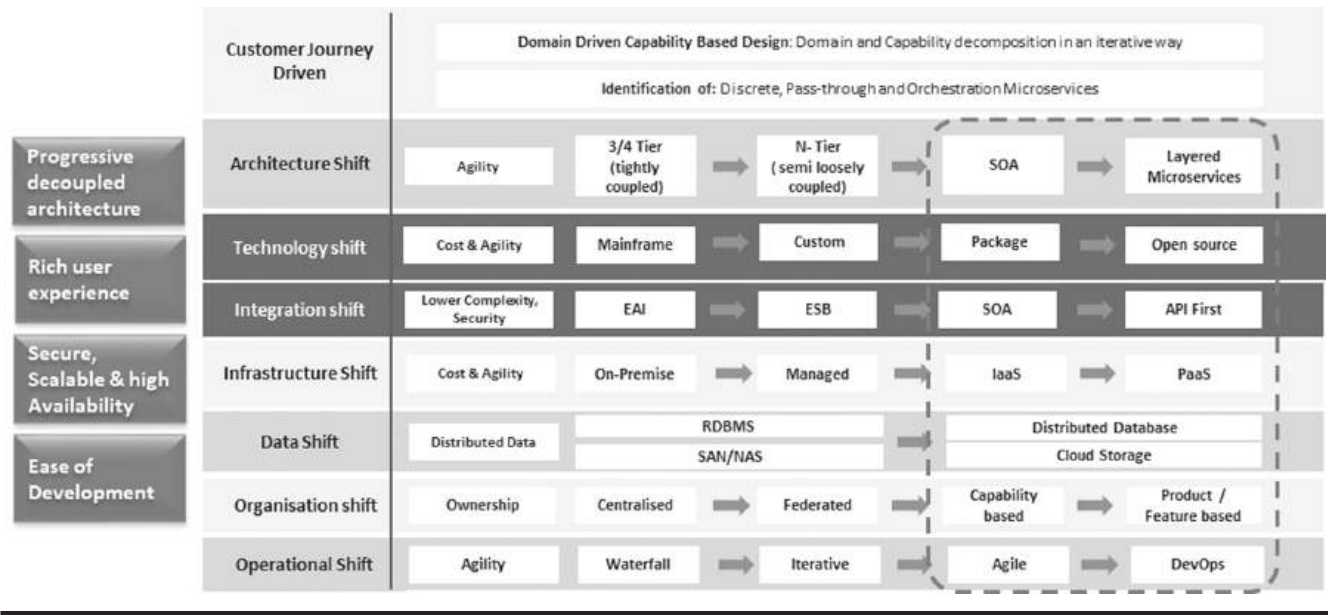 Progressive
decoupled
architecture
Rich user
experience
Secure,
Scalable & high
Availability
Ease of
Development
Customer Journey
Driven
Domain Driven Capability Based Design: Domain and Capability decomposition in an iterative way
Identification of: Discrete, Pass-through and Orchestration Microservices
Architecture Shift
Agility
3/4 Tier
(tightly
coupled)
N- Tier
( semi loosely
coupled)
SOA
Layered
Microservices
Technology shift
Cost & Agility
Mainframe
Custom
Package
Open source
Integration shift
Lower Complexity,
Security
EAI
ESB
SOA
API First
Infrastructure Shift
Cost & Agility
On-Premise
Managed
IaaS
PaaS
Data Shift
Distributed Data
RDBMS
SAN/NAS
Distributed Database
Cloud Storage
Organisation shift
Ownership
Centralised
Federated
Capability
based
Product /
Feature based
Operational Shift
Agility
Waterfall
Iterative
Agile
DevOps